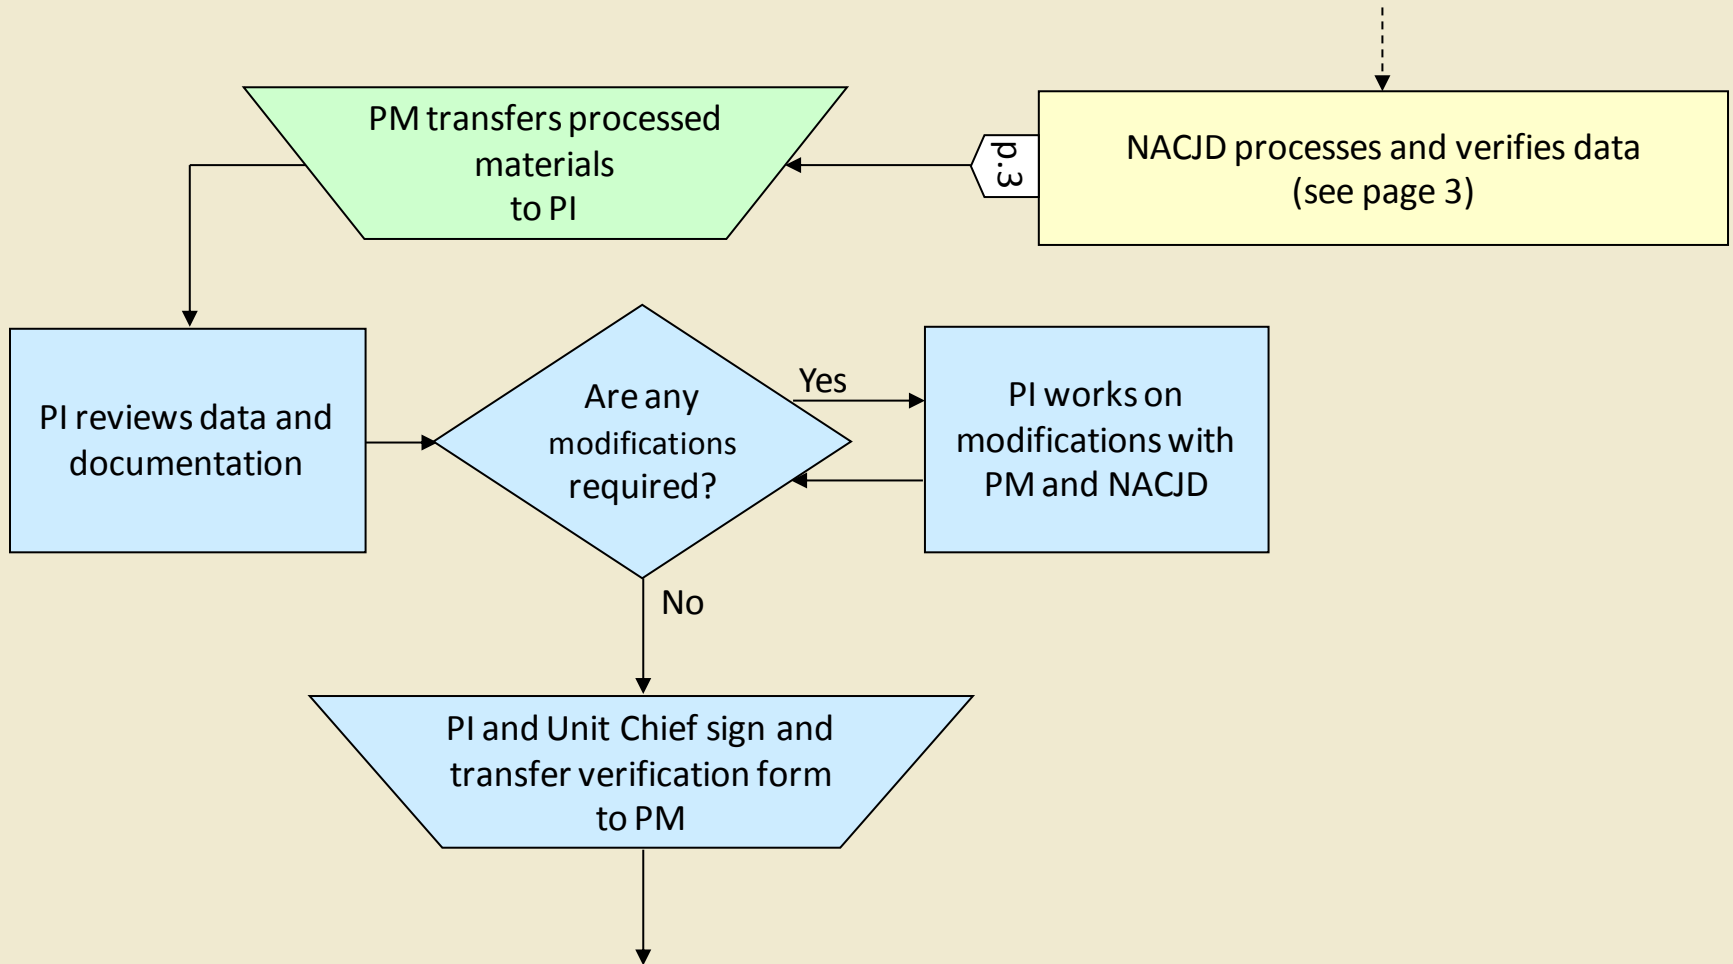 PM transfers processed
materials
to PI
p.3
NACJD processes and verifies data
(see page 3)
PI reviews data and
documentation
Are any
modifications
required?
Yes
PI works on
modifications with
PM and NACJD
No
PI and Unit Chief sign and
transfer verification form
to PM